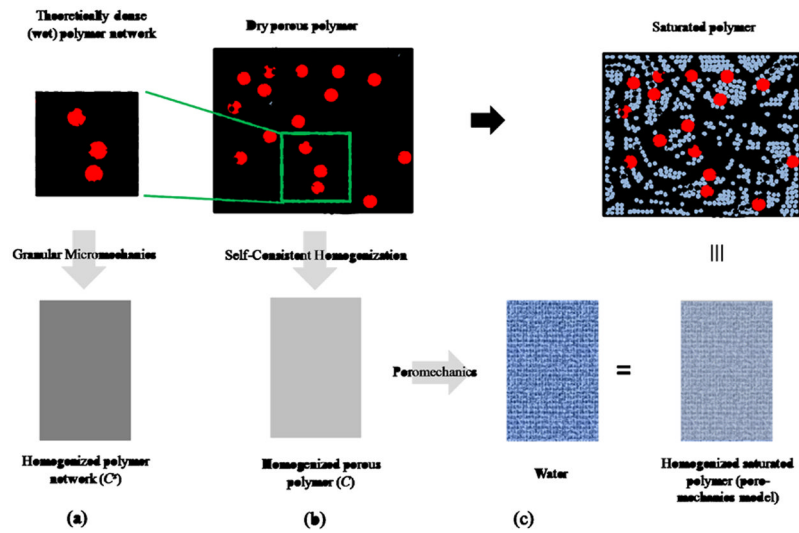 Theoretically dense
(wet) polymer network
Dry porous polymer
Saturated polymer
Granular Micromechanics
Self-Consistent Homogenization
Poromechanics
=
Homogenized polymer
network (C^s)
Homogenized porous
polymer (C)
Water
Homogenized saturated
polymer (poro-
mechanics model)
(a)
(b)
(c)